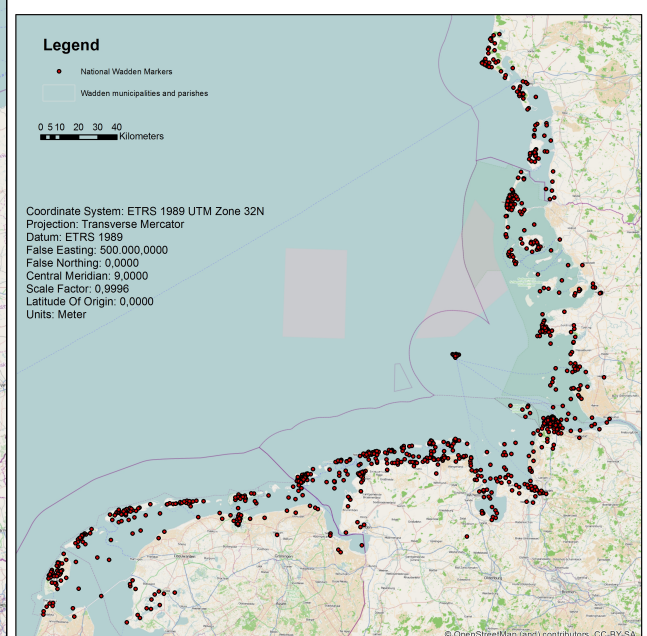 Legend
National Wadden Markers
Wadden municipalities and parishes
0 5 10 20 30 40
Kilometers
Coordinate System: ETRS 1989 UTM Zone 32N
Projection: Transverse Mercator
Datum: ETRS 1989
False Easting: 500.000,0000
False Northing: 0,0000
Central Meridian: 9,0000
Scale Factor: 0,9996
Latitude Of Origin: 0,0000
Units: Meter
© OpenStreetMap (and) contributors, CC-BY-SA